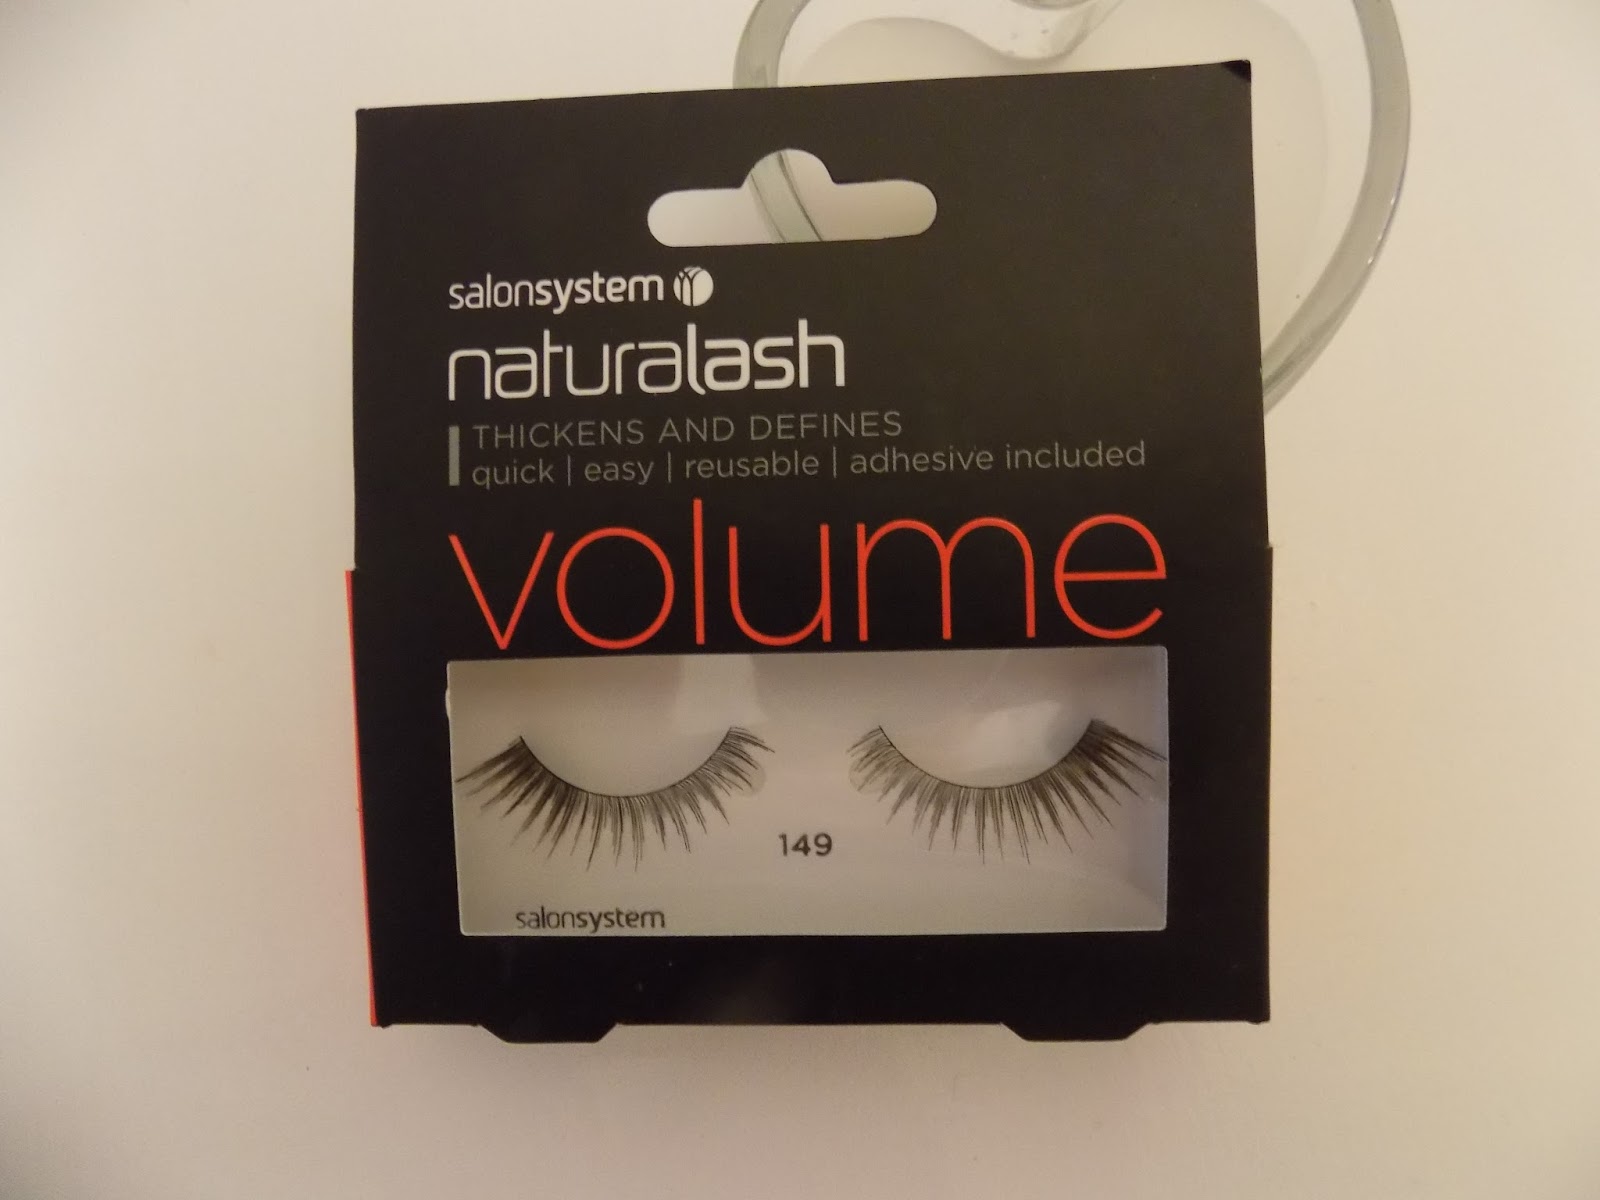 salonsystem
naturalash
THICKENS AND DEFINES
quick | easy | reusable | adhesive included
volume
149
salonsystem